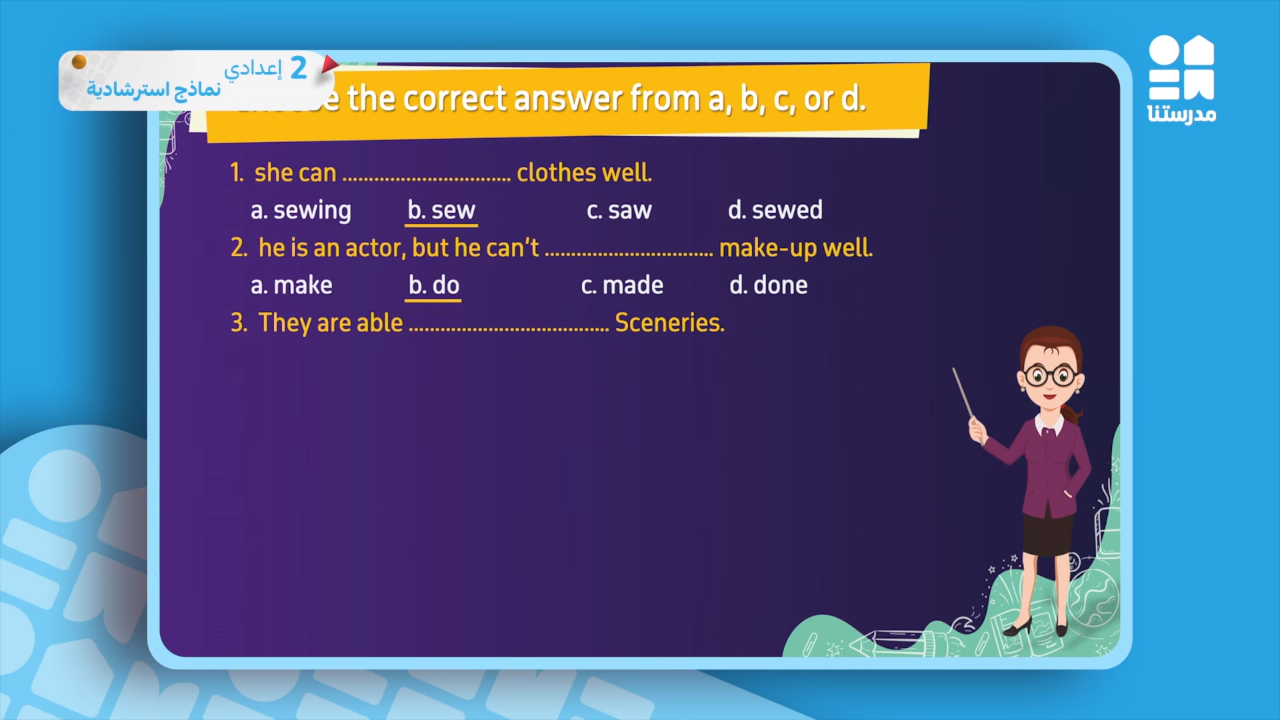 2 إعدادي
نماذج استرشادية
مدرستنا
the correct answer from a, b, c, or d.
1. she can ................................ clothes well.
a. sewing b. sew c. saw d. sewed
2. he is an actor, but he can't ................................ make-up well.
a. make b. do c. made d. done
3. They are able ...................................... Sceneries.